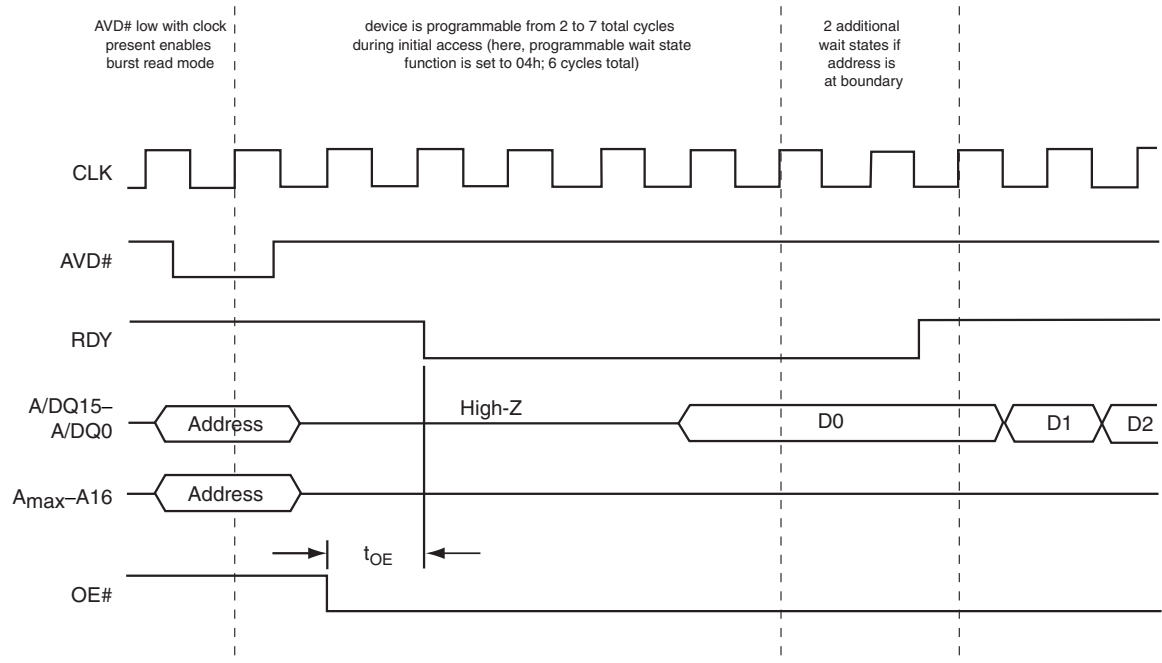 AVD# low with clock
present enables
burst read mode
device is programmable from 2 to 7 total cycles
during initial access (here, programmable wait state
function is set to 04h; 6 cycles total)
2 additional
wait states if
address is
at boundary
CLK
AVD#
RDY
A/DQ15–
A/DQ0
Address
High-Z
D0
D1
D2
Amax–A16
Address
tOE
OE#